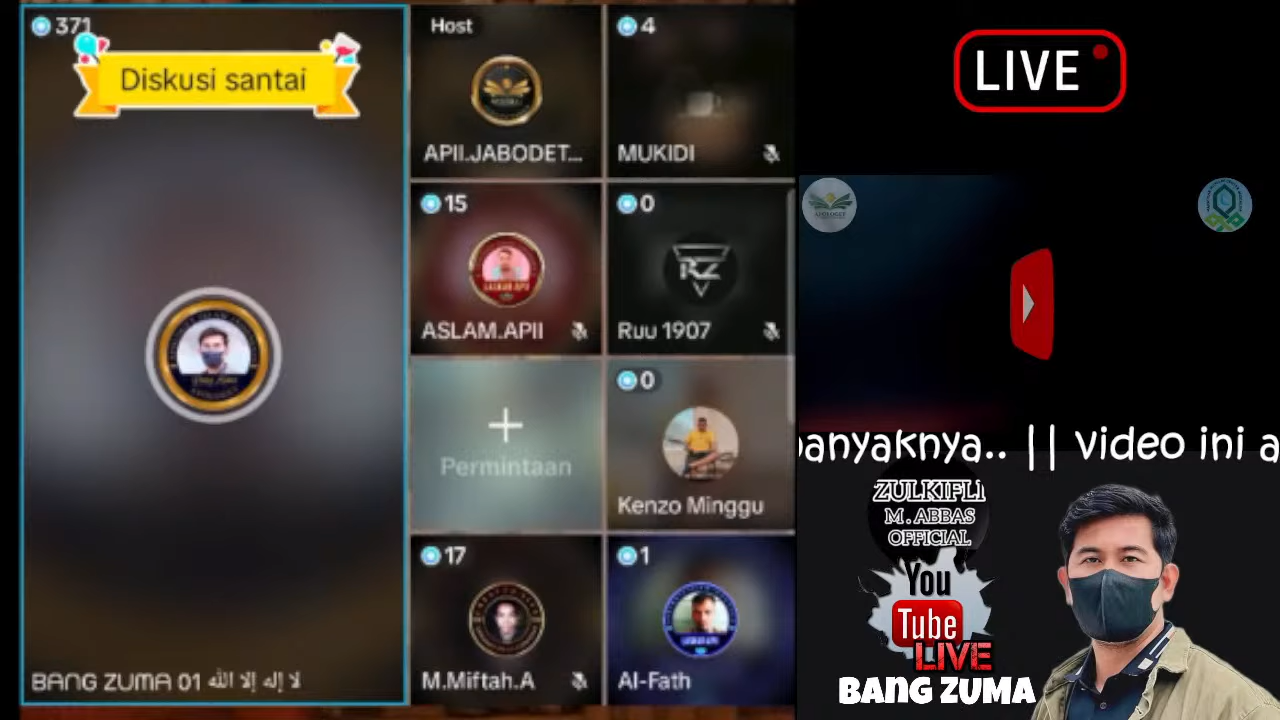 371
Diskusi santai
BANG ZUMA 01 لا إله إلا الله
Host
APII.JABODET...
4
MUKIDI
15
ASLAM.APII
0
RZ
Ruu 1907
+
Permintaan
0
Kenzo Minggu
17
M.Miftah.A
1
Al-Fath
LIVE
banyaknya.. || video ini a
ZULKIFLI
M. ABBAS
OFFICIAL
You
Tube
LIVE
BANG ZUMA